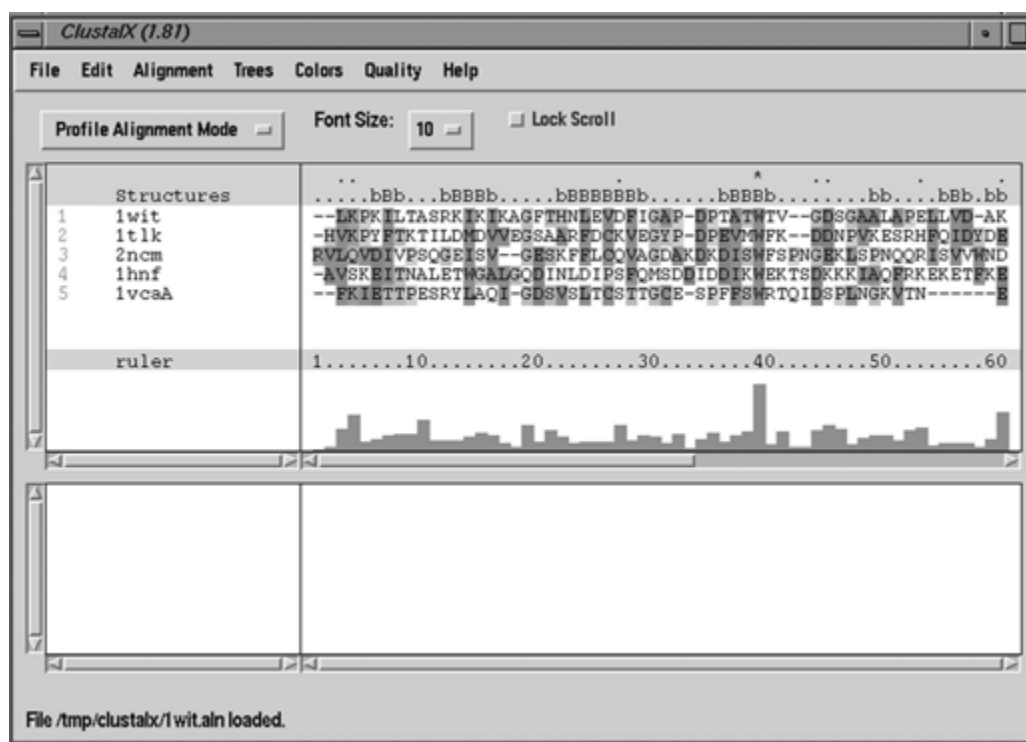 ClustalX (1.81)
File Edit Alignment Trees Colors Quality Help
Profile Alignment Mode Font Size: 10 Lock Scroll
Structures .....bBb...bBBBb.....bBBBBBBb......bBBBb........bb....bBb.bb
1 1wit --LKPKILTASRKIKIKAGFTHNLEVDFIGAP-DPTATWTV--GDSGAALAPELLVD-AK
2 1tlk -HVKPYFTKTILDMDVVEGSAARFDCKVEGYP-DPEVMWFK--DDNPVKESRHFQIDYDE
3 2ncm RVLQVDIVPSQGEISV--GESKFFLCQVAGDAKDKDISWFSPNGEKLSPNQQRISVVWND
4 1hnf -AVSKEITNALETWGALGQDINLDIPSFQMSDDIDDIKWEKTSDKKKIAQFRKEKETFKE
5 1vcaA --FKIETTPESRYLAQI-GDSVSLTCSTTGCE-SPFFSWRTQIDSPLNGKVTN------E
ruler 1.......10........20........30........40........50........60
File /tmp/clustalx/1wit.aln loaded.